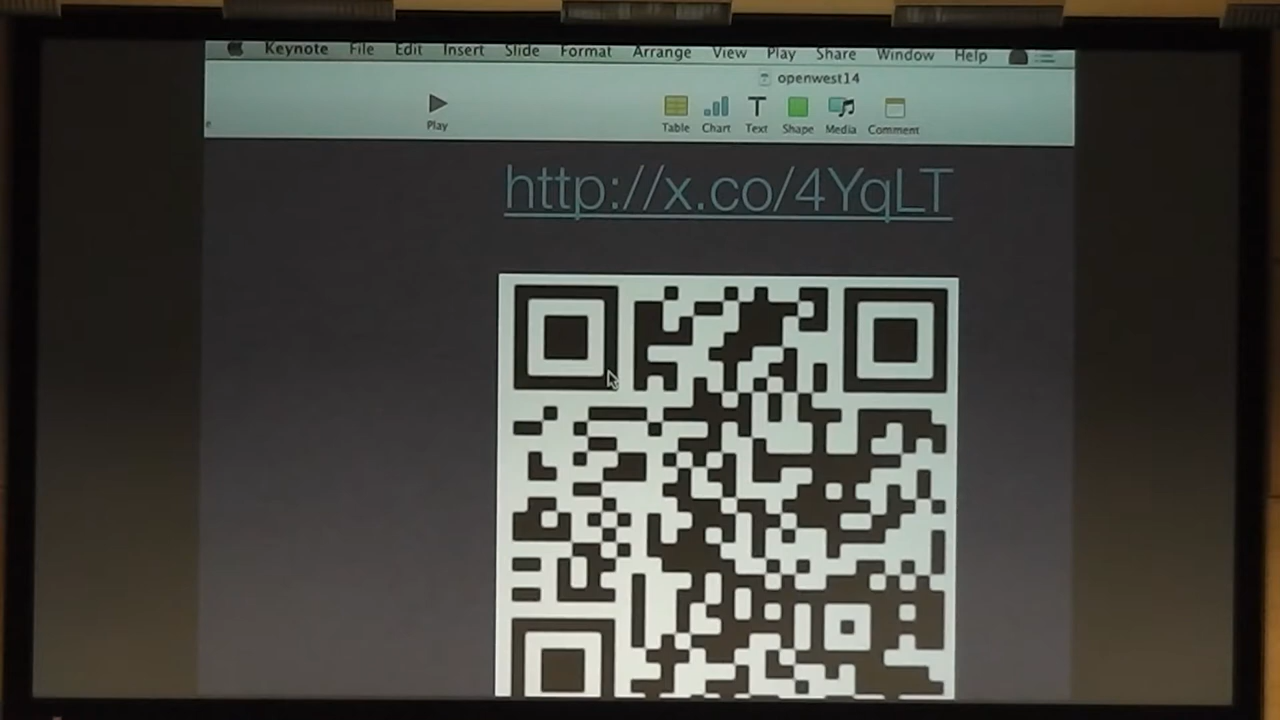 Keynote File Edit Insert Slide Format Arrange View Play Share Window Help
openwest14
Play Table Chart Text Shape Media Comment
http://x.co/4YqLT